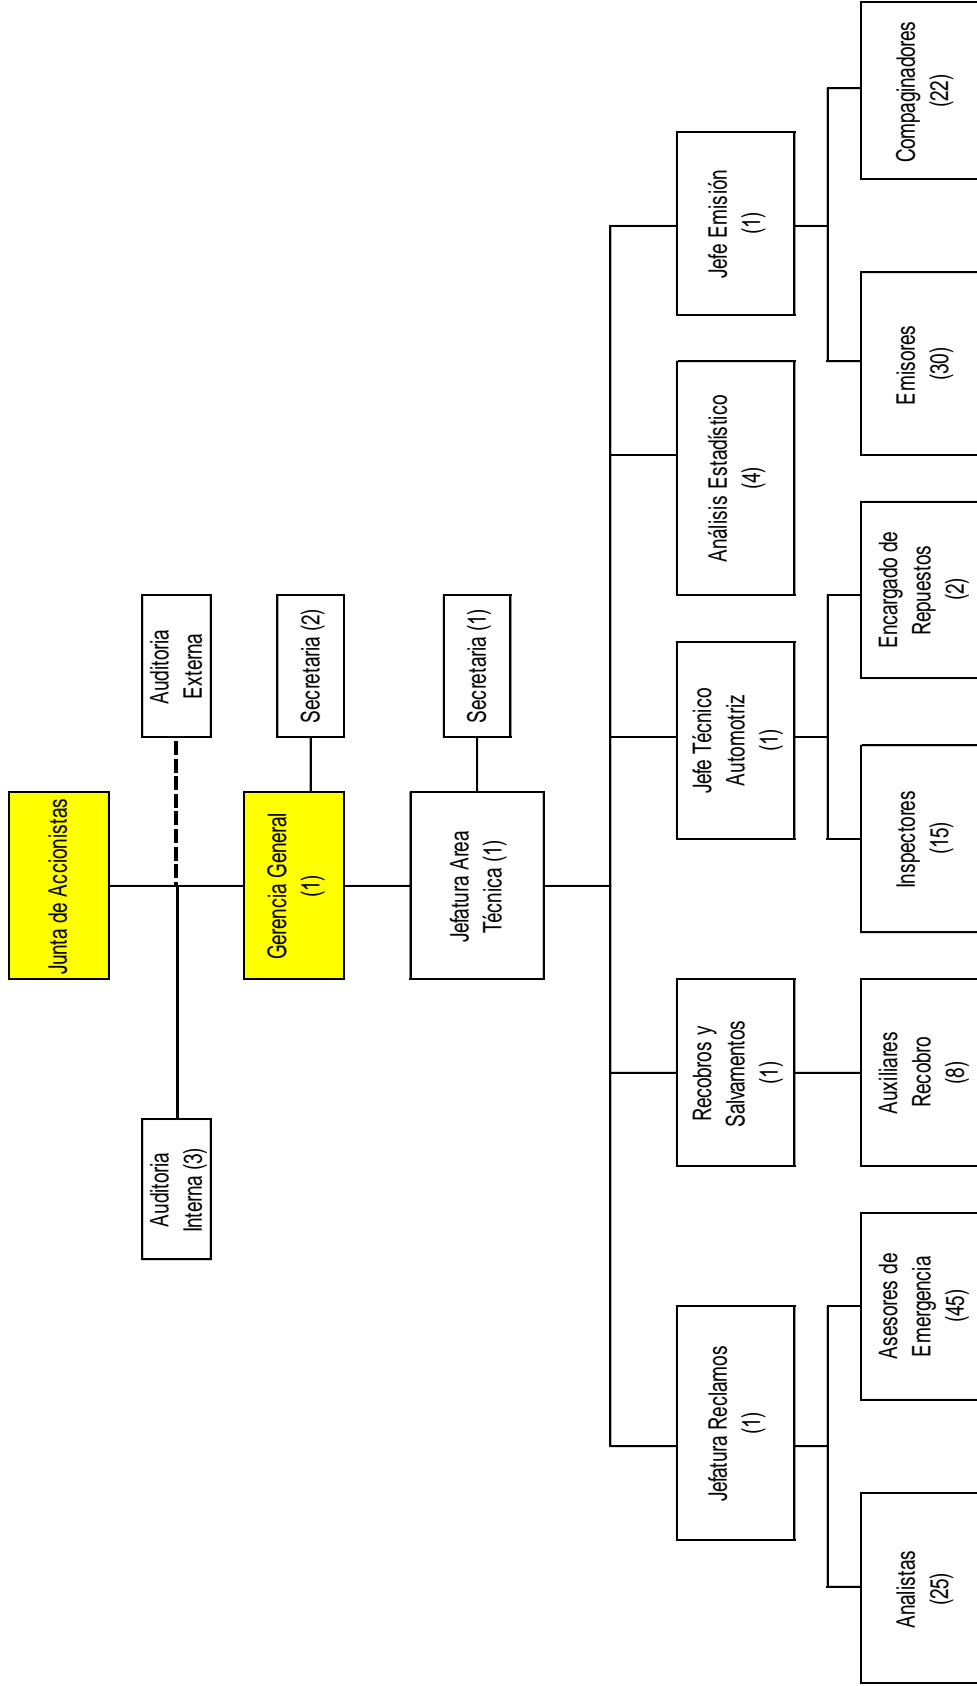 Junta de Accionistas
Auditoria
Interna (3)
Auditoria
Externa
Gerencia General
(1)
Secretaria (2)
Jefatura Area
Técnica (1)
Secretaria (1)
Jefatura Reclamos
(1)
Recobros y
Salvamentos
(1)
Jefe Técnico
Automotriz
(1)
Análisis Estadístico
(4)
Jefe Emisión
(1)
Analistas
(25)
Asesores de
Emergencia
(45)
Auxiliares
Recobro
(8)
Inspectores
(15)
Encargado de
Repuestos
(2)
Emisores
(30)
Compaginadores
(22)